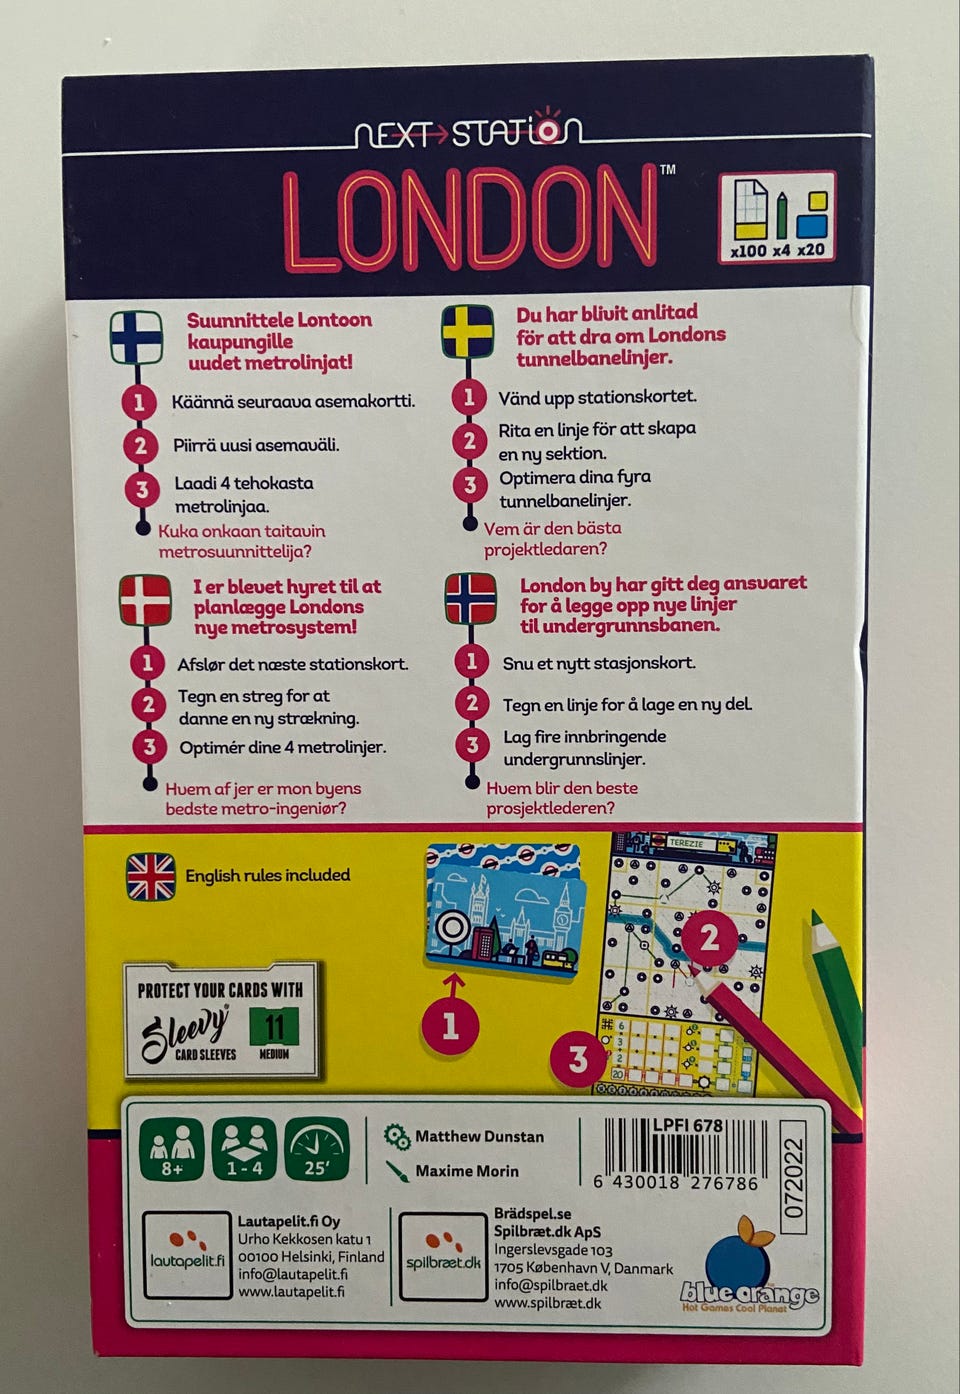 NEXT STATION
LONDON™
x100 x4 x20
Suunnittele Lontoon
kaupungille
uudet metrolinjat!
1 Käännä seuraava asemakortti.
2 Piirrä uusi asemaväli.
3 Laadi 4 tehokasta
metrolinjaa.
Kuka onkaan taitavin
metrosuunnittelija?
Du har blivit anlitad
för att dra om Londons
tunnelbanelinjer.
1 Vänd upp stationskortet.
2 Rita en linje för att skapa
en ny sektion.
3 Optimera dina fyra
tunnelbanelinjer.
Vem är den bästa
projektledaren?
I er blevet hyret til at
planlægge Londons
nye metrosystem!
1 Afslør det næste stationskort.
2 Tegn en streg for at
danne en ny strækning.
3 Optimér dine 4 metrolinjer.
Hvem af jer er mon byens
bedste metro-ingeniør?
London by har gitt deg ansvaret
for å legge opp nye linjer
til undergrunnsbanen.
1 Snu et nytt stasjonskort.
2 Tegn en linje for å lage en ny del.
3 Lag fire innbringende
undergrunnslinjer.
Hvem blir den beste
prosjektlederen?
English rules included
TEREZIE
1
2
3
6
3
2
20
PROTECT YOUR CARDS WITH
Sleevy
CARD SLEEVES
11
MEDIUM
8+
1 - 4
25'
Matthew Dunstan
Maxime Morin
LPFI 678
6 430018 276786
072022
lautapelit.fi
Lautapelit.fi Oy
Urho Kekkosen katu 1
00100 Helsinki, Finland
info@lautapelit.fi
www.lautapelit.fi
spilbræt.dk
Brädspel.se
Spilbræt.dk ApS
Ingerslevsgade 103
1705 København V, Danmark
info@spilbraet.dk
www.spilbræt.dk
blue orange
Hot Games Cool Planet